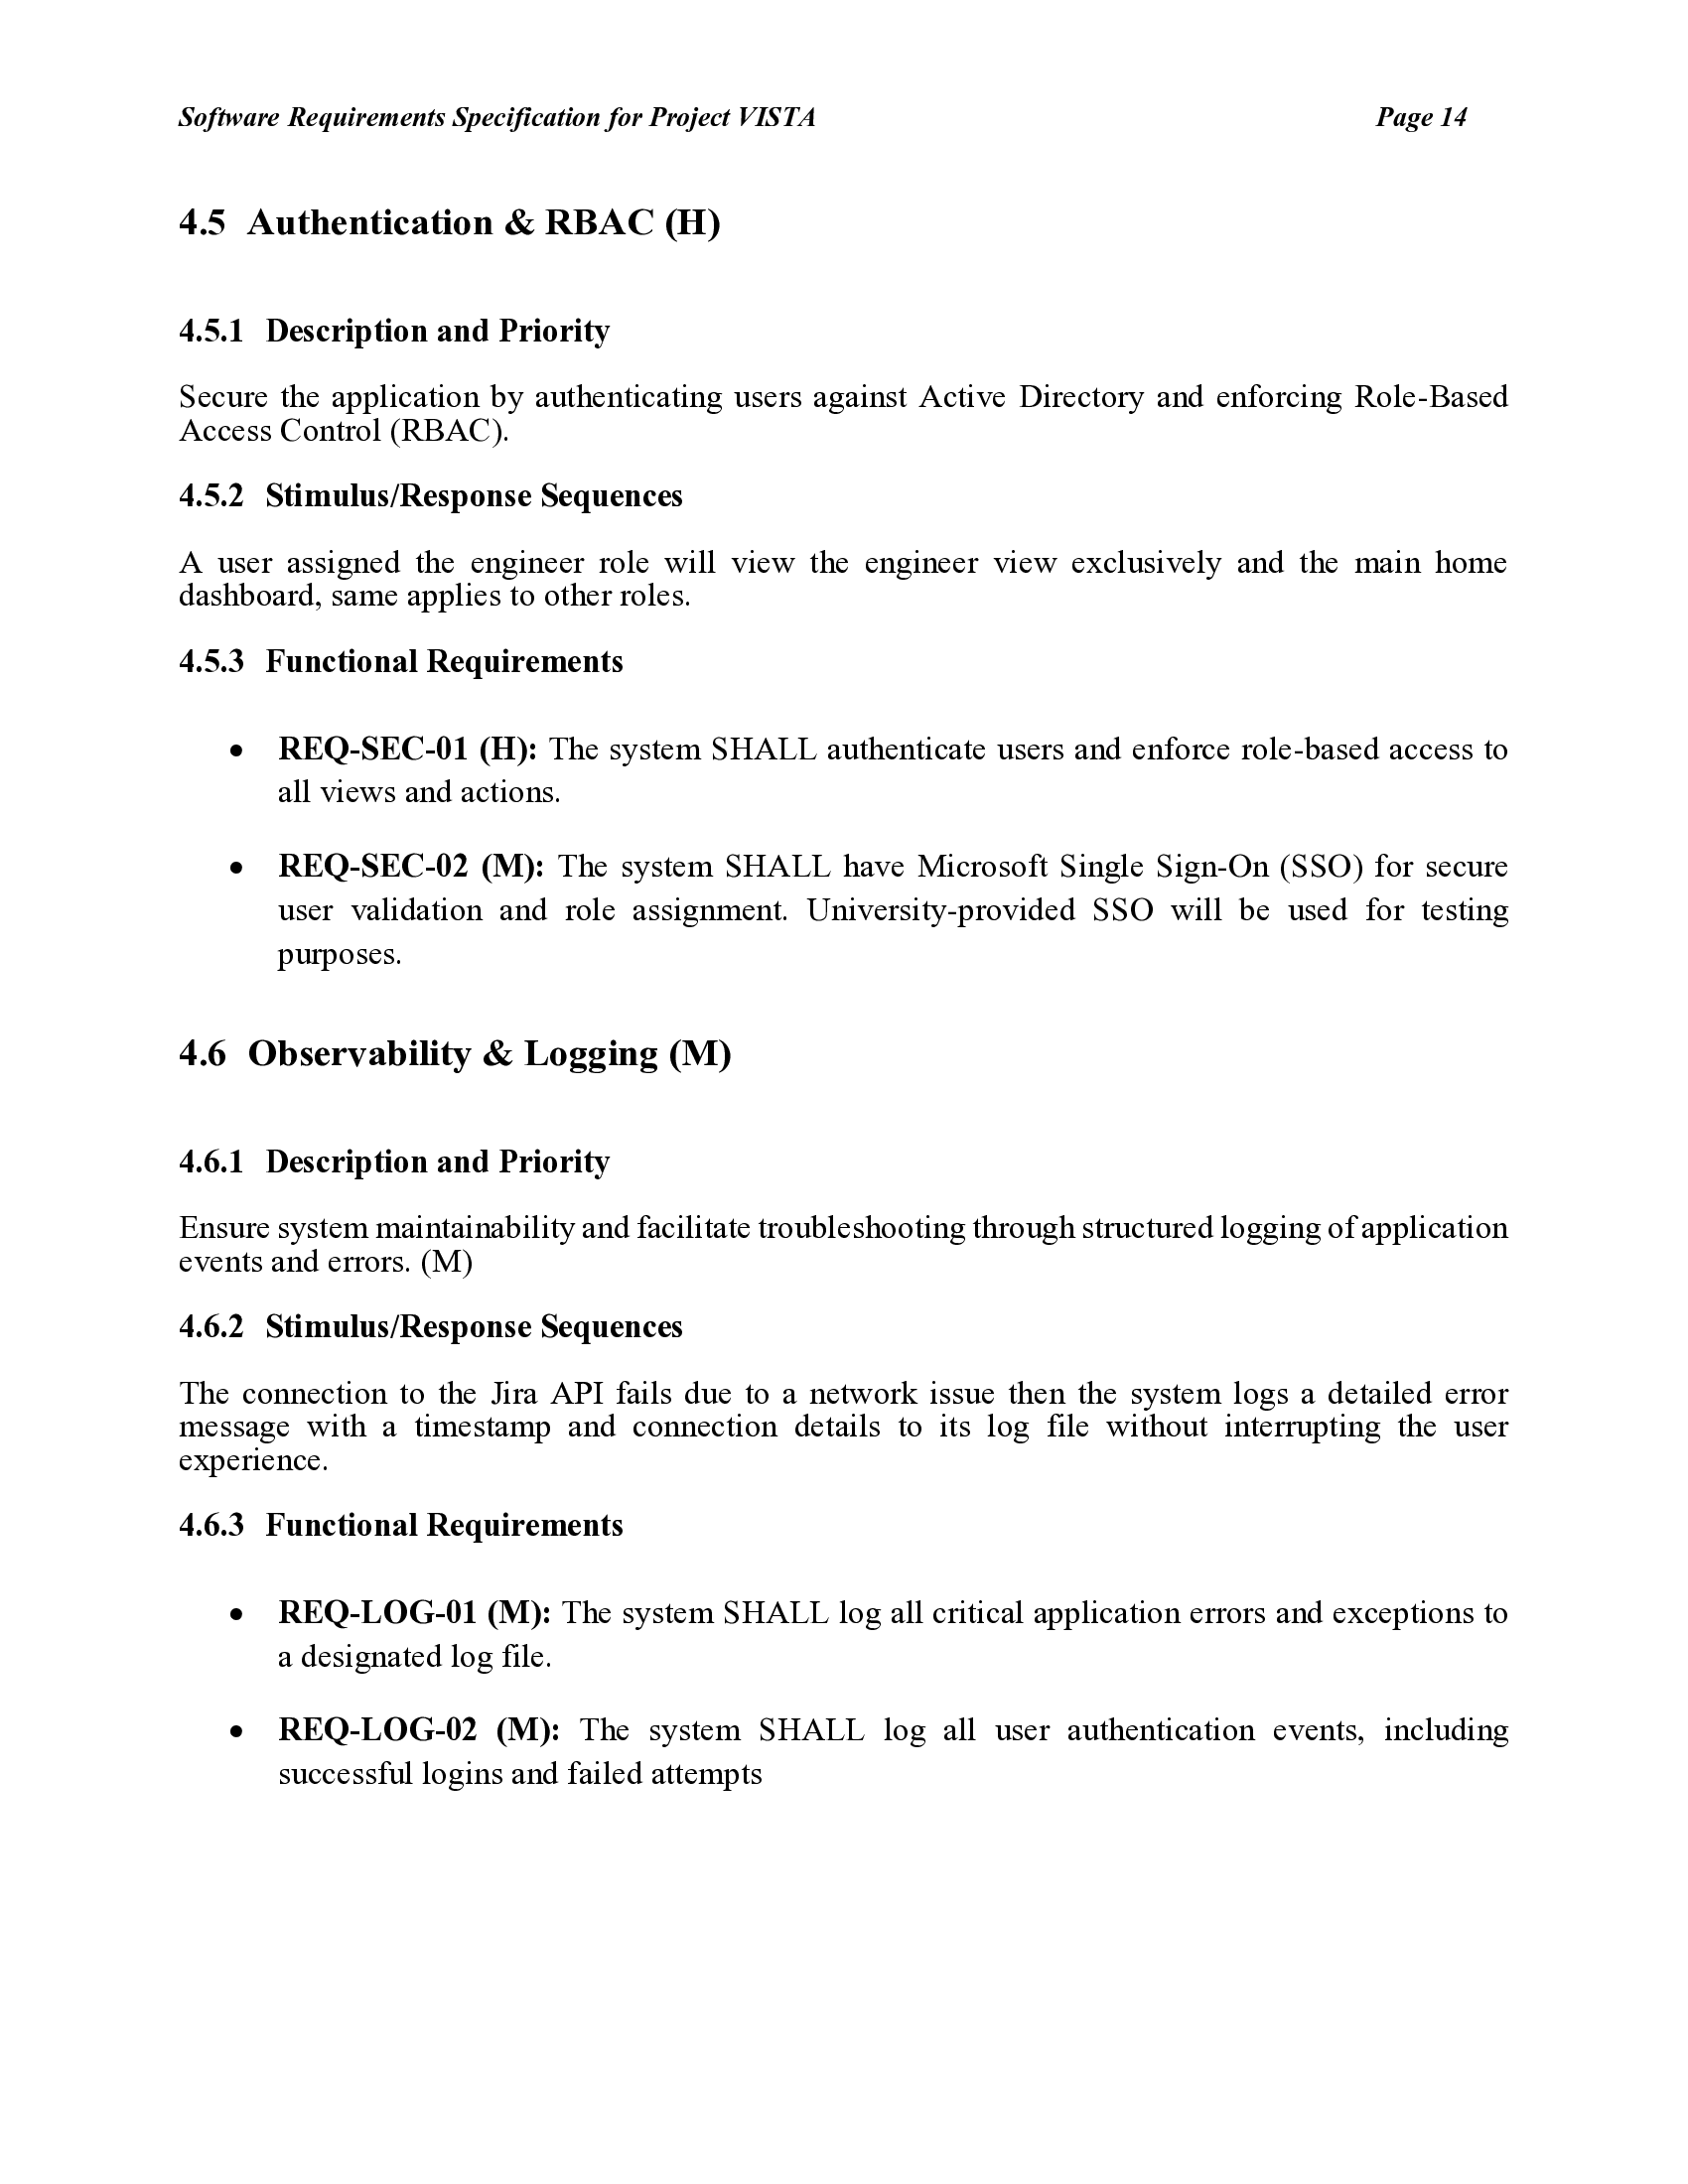 Software Requirements Specification for Project VISTA Page 14
4.5 Authentication & RBAC (H)
4.5.1 Description and Priority
Secure the application by authenticating users against Active Directory and enforcing Role-Based
Access Control (RBAC).
4.5.2 Stimulus/Response Sequences
A user assigned the engineer role will view the engineer view exclusively and the main home
dashboard, same applies to other roles.
4.5.3 Functional Requirements
• REQ-SEC-01 (H): The system SHALL authenticate users and enforce role-based access to
all views and actions.
• REQ-SEC-02 (M): The system SHALL have Microsoft Single Sign-On (SSO) for secure
user validation and role assignment. University-provided SSO will be used for testing
purposes.
4.6 Observability & Logging (M)
4.6.1 Description and Priority
Ensure system maintainability and facilitate troubleshooting through structured logging of application
events and errors. (M)
4.6.2 Stimulus/Response Sequences
The connection to the Jira API fails due to a network issue then the system logs a detailed error
message with a timestamp and connection details to its log file without interrupting the user
experience.
4.6.3 Functional Requirements
• REQ-LOG-01 (M): The system SHALL log all critical application errors and exceptions to
a designated log file.
• REQ-LOG-02 (M): The system SHALL log all user authentication events, including
successful logins and failed attempts